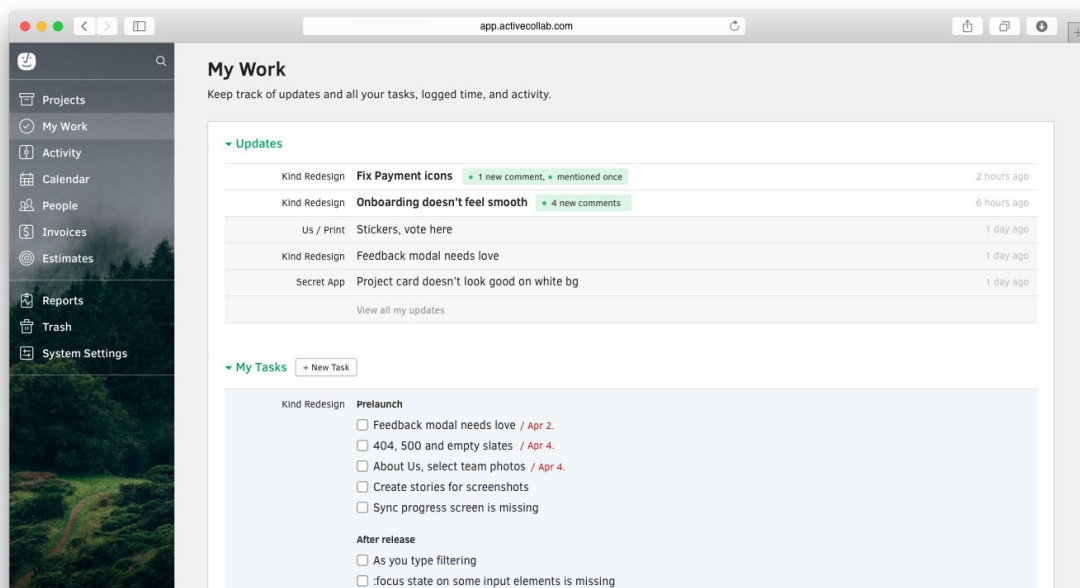 app.activecollab.com
Projects
My Work
Activity
Calendar
People
Invoices
Estimates
Reports
Trash
System Settings
My Work
Keep track of updates and all your tasks, logged time, and activity.
Updates
Kind Redesign Fix Payment icons • 1 new comment, • mentioned once 2 hours ago
Kind Redesign Onboarding doesn't feel smooth • 4 new comments 6 hours ago
Us / Print Stickers, vote here 1 day ago
Kind Redesign Feedback modal needs love 1 day ago
Secret App Project card doesn't look good on white bg 1 day ago
View all my updates
My Tasks + New Task
Kind Redesign Prelaunch
Feedback modal needs love / Apr 2.
404, 500 and empty slates / Apr 4.
About Us, select team photos / Apr 4.
Create stories for screenshots
Sync progress screen is missing
After release
As you type filtering
:focus state on some input elements is missing